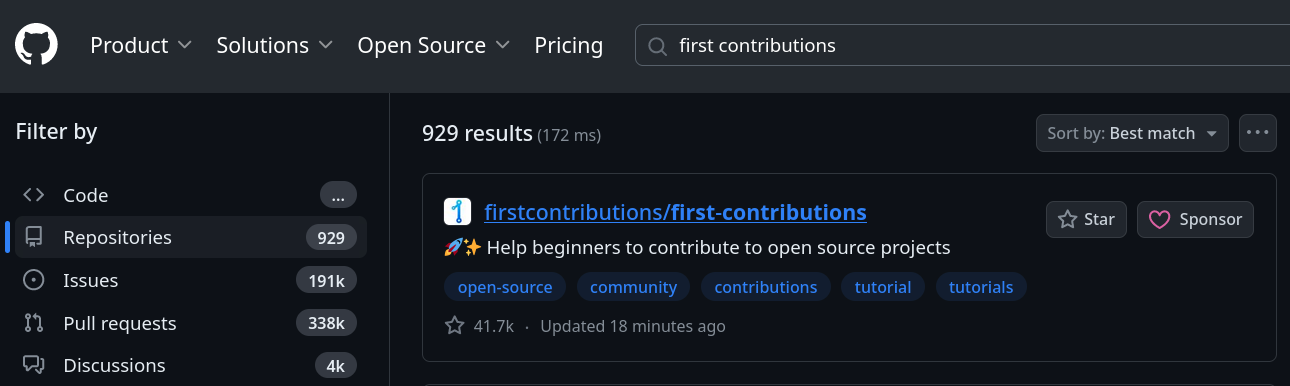 Product Solutions Open Source Pricing first contributions
Filter by
Code ...
Repositories 929
Issues 191k
Pull requests 338k
Discussions 4k
929 results (172 ms)
Sort by: Best match
firstcontributions/first-contributions
Star Sponsor
🚀✨ Help beginners to contribute to open source projects
open-source community contributions tutorial tutorials
41.7k · Updated 18 minutes ago